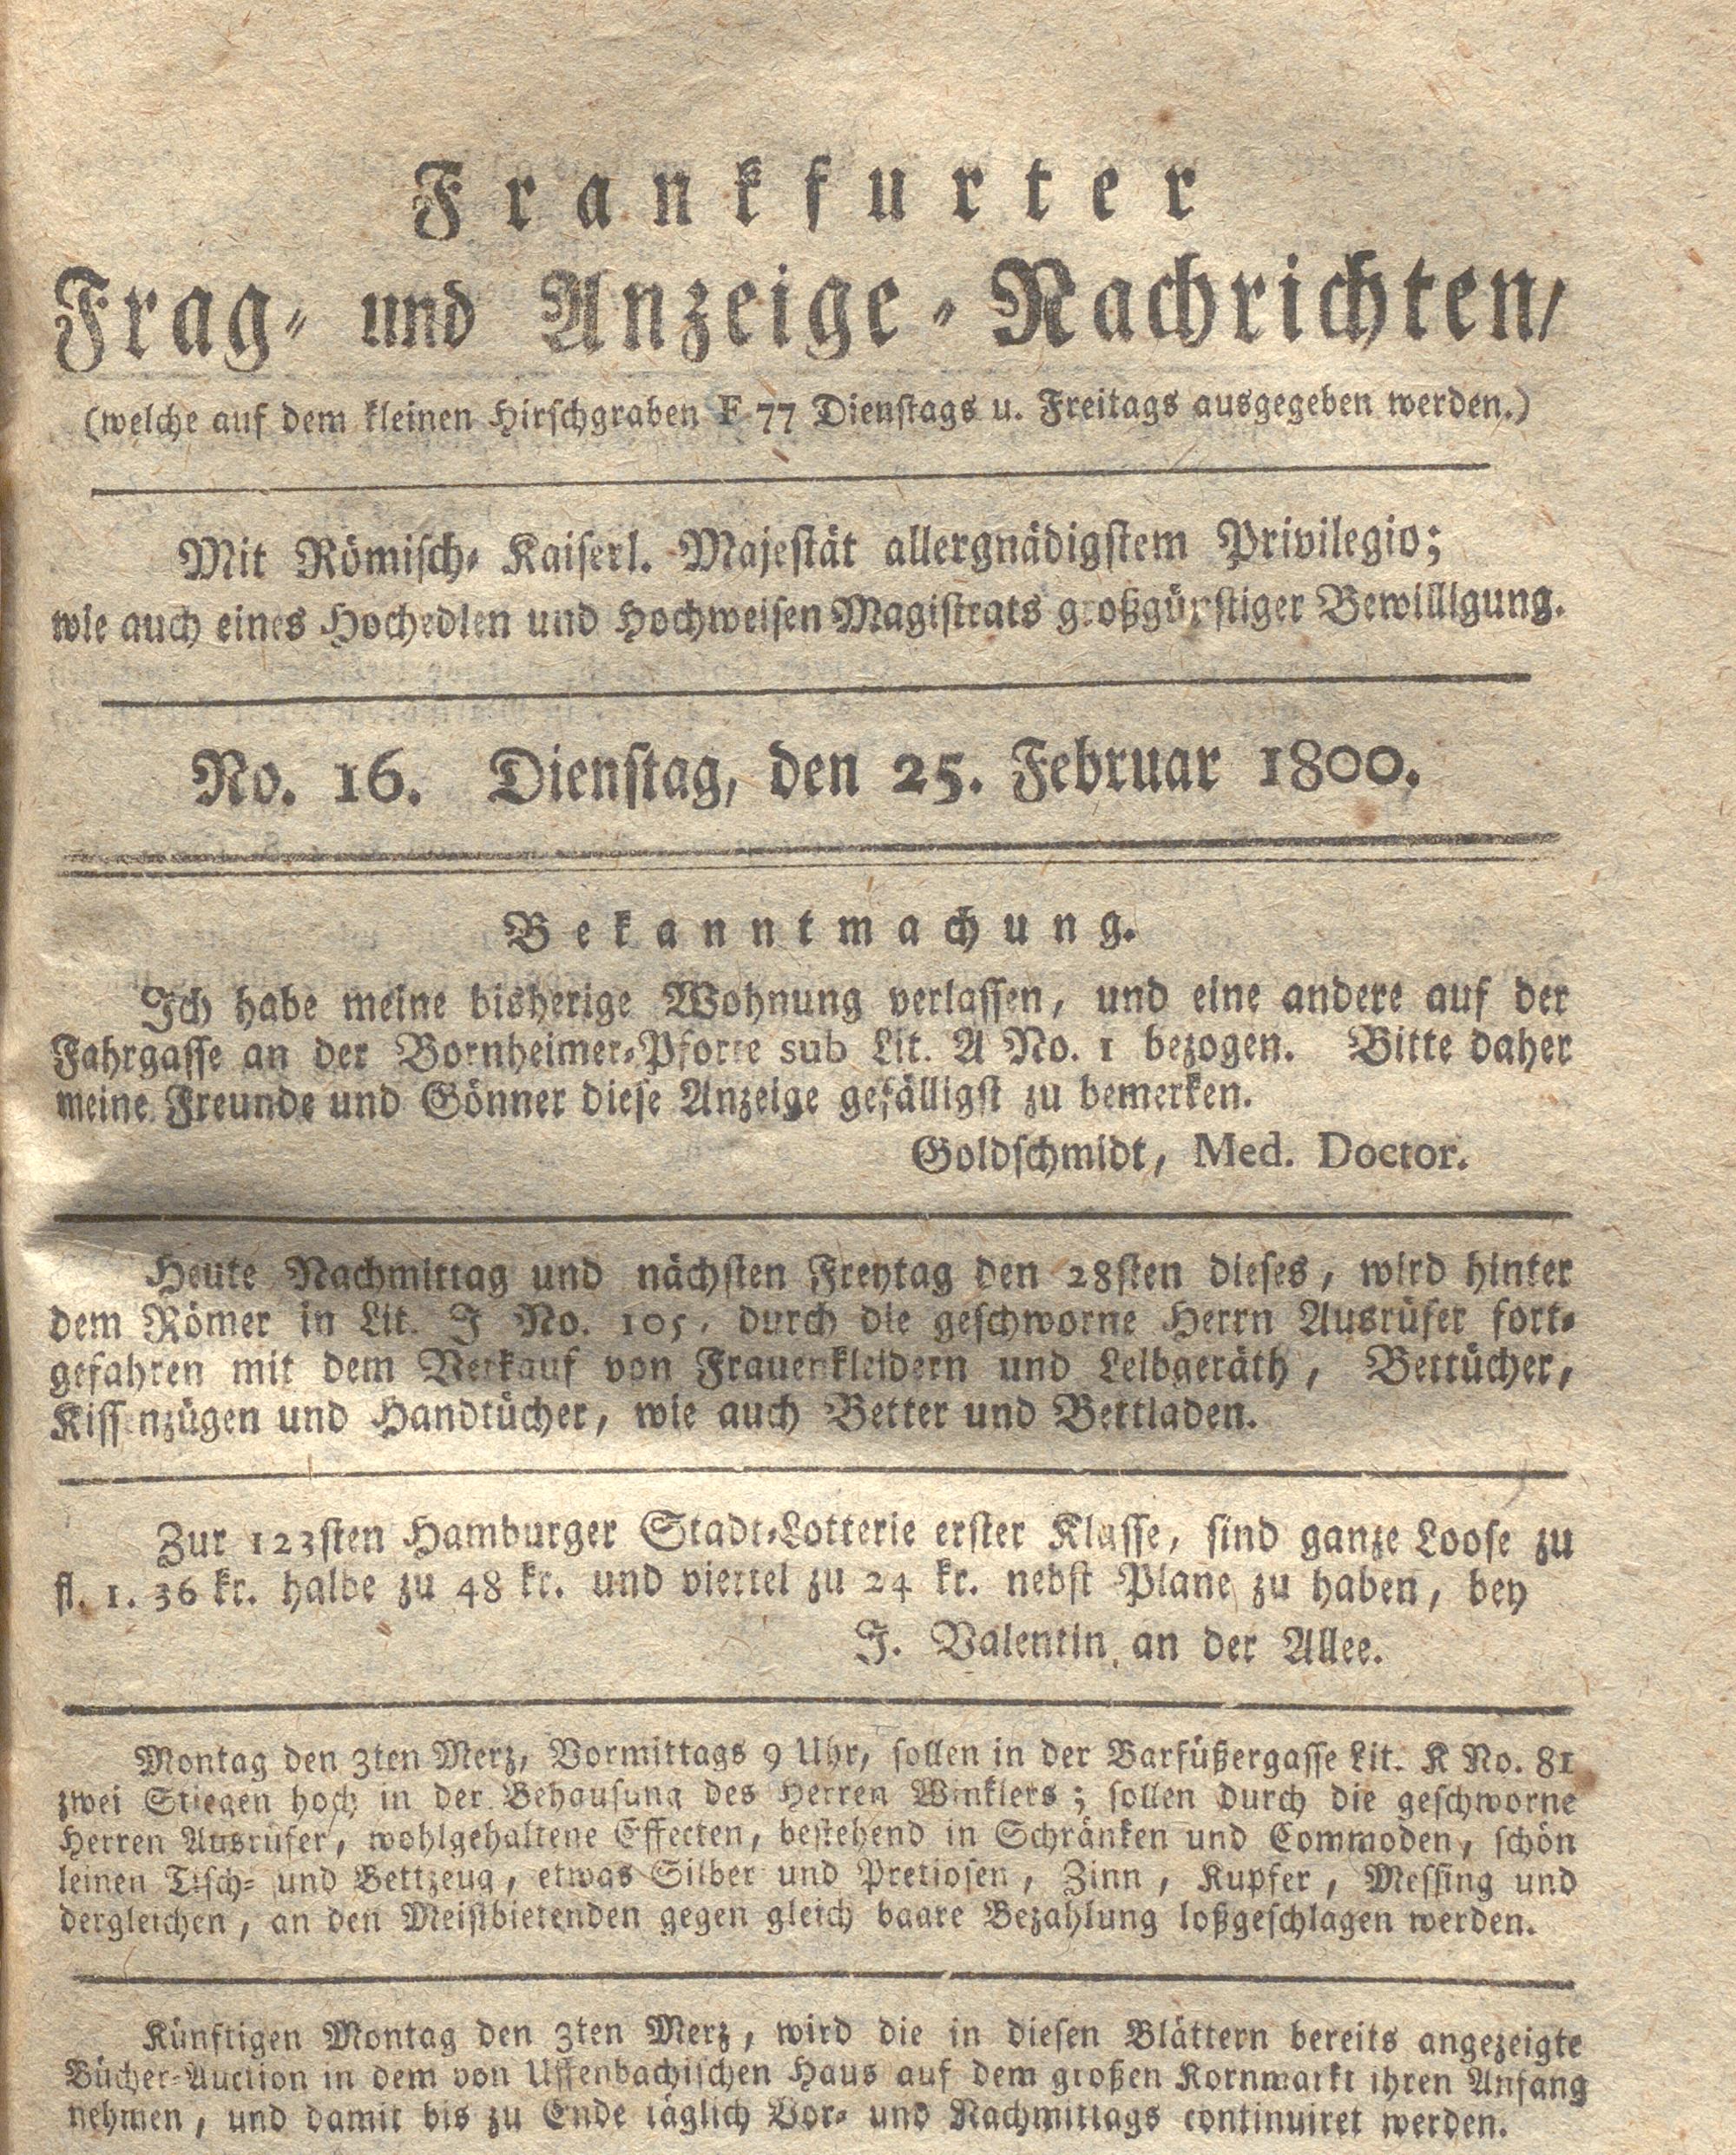 Frankfurter
Frag- und Anzeige-Nachrichten/
(welche auf dem kleinen Hirschgraben F 77 Dienstags u. Freitags ausgegeben werden.)
Mit Römisch- Kaiserl. Majestät allergnädigstem Privilegio;
wie auch eines Hochedlen und Hochweisen Magistrats großgünstiger Bewilligung.
No. 16. Dienstag, den 25. Februar 1800.
Bekanntmachung.
Ich habe meine bisherige Wohnung verlassen, und eine andere auf der
Fahrgasse an der Bornheimer-Pforte sub Lit. A No. 1 bezogen. Bitte daher
meine Freunde und Gönner diese Anzeige gefälligst zu bemerken.
Goldschmidt, Med. Doctor.
Heute Nachmittag und nächsten Freytag den 28sten dieses, wird hinter
dem Römer in Lit. J No. 105. durch die geschworne Herrn Ausrüfer fort-
gefahren mit dem Verkauf von Frauenkleidern und Leibgeräth, Bettücher,
Kissenzügen und Handtücher, wie auch Better und Bettladen.
Zur 123sten Hamburger Stadt-Lotterie erster Klasse, sind ganze Loose zu
fl. 1. 36 kr. halbe zu 48 kr. und viertel zu 24 kr. nebst Plane zu haben, bey
J. Valentin an der Allee.
Montag den 3ten Merz, Vormittags 9 Uhr, sollen in der Barfüßergasse Lit. K No. 81
zwei Stiegen hoch in der Behausung des Herren Winklers; sollen durch die geschworne
Herren Ausrüfer, wohlgehaltene Effecten, bestehend in Schränken und Commoden, schön
leinen Tisch- und Bettzeug, etwas Silber und Pretiosen, Zinn, Kupfer, Messing und
dergleichen, an den Meistbietenden gegen gleich baare Bezahlung loßgeschlagen werden.
Künftigen Montag den 3ten Merz, wird die in diesen Blättern bereits angezeigte
Bücher-Auction in dem von Uffenbachischen Haus auf dem großen Kornmarkt ihren Anfang
nehmen, und damit bis zu Ende täglich Vor- und Nachmittags continuiret werden.